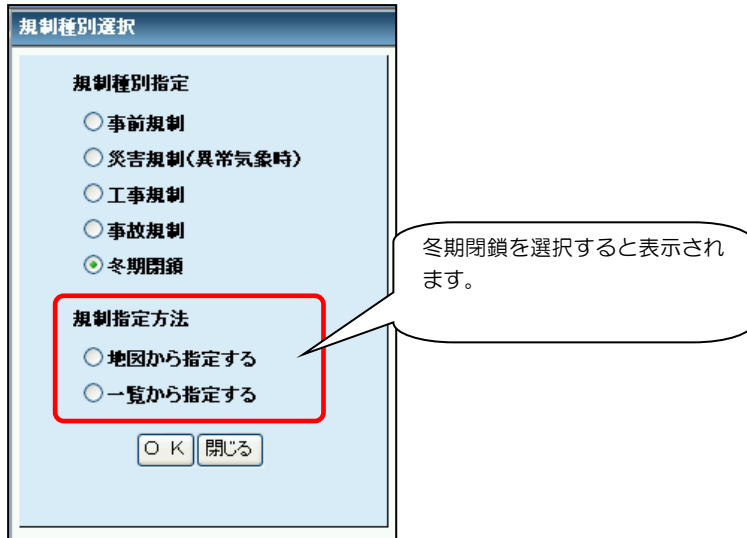 規制種別選択
規制種別指定
事前規制
災害規制(異常気象時)
工事規制
事故規制
冬期閉鎖
規制指定方法
地図から指定する
一覧から指定する
ＯＫ 閉じる
冬期閉鎖を選択すると表示され
ます。